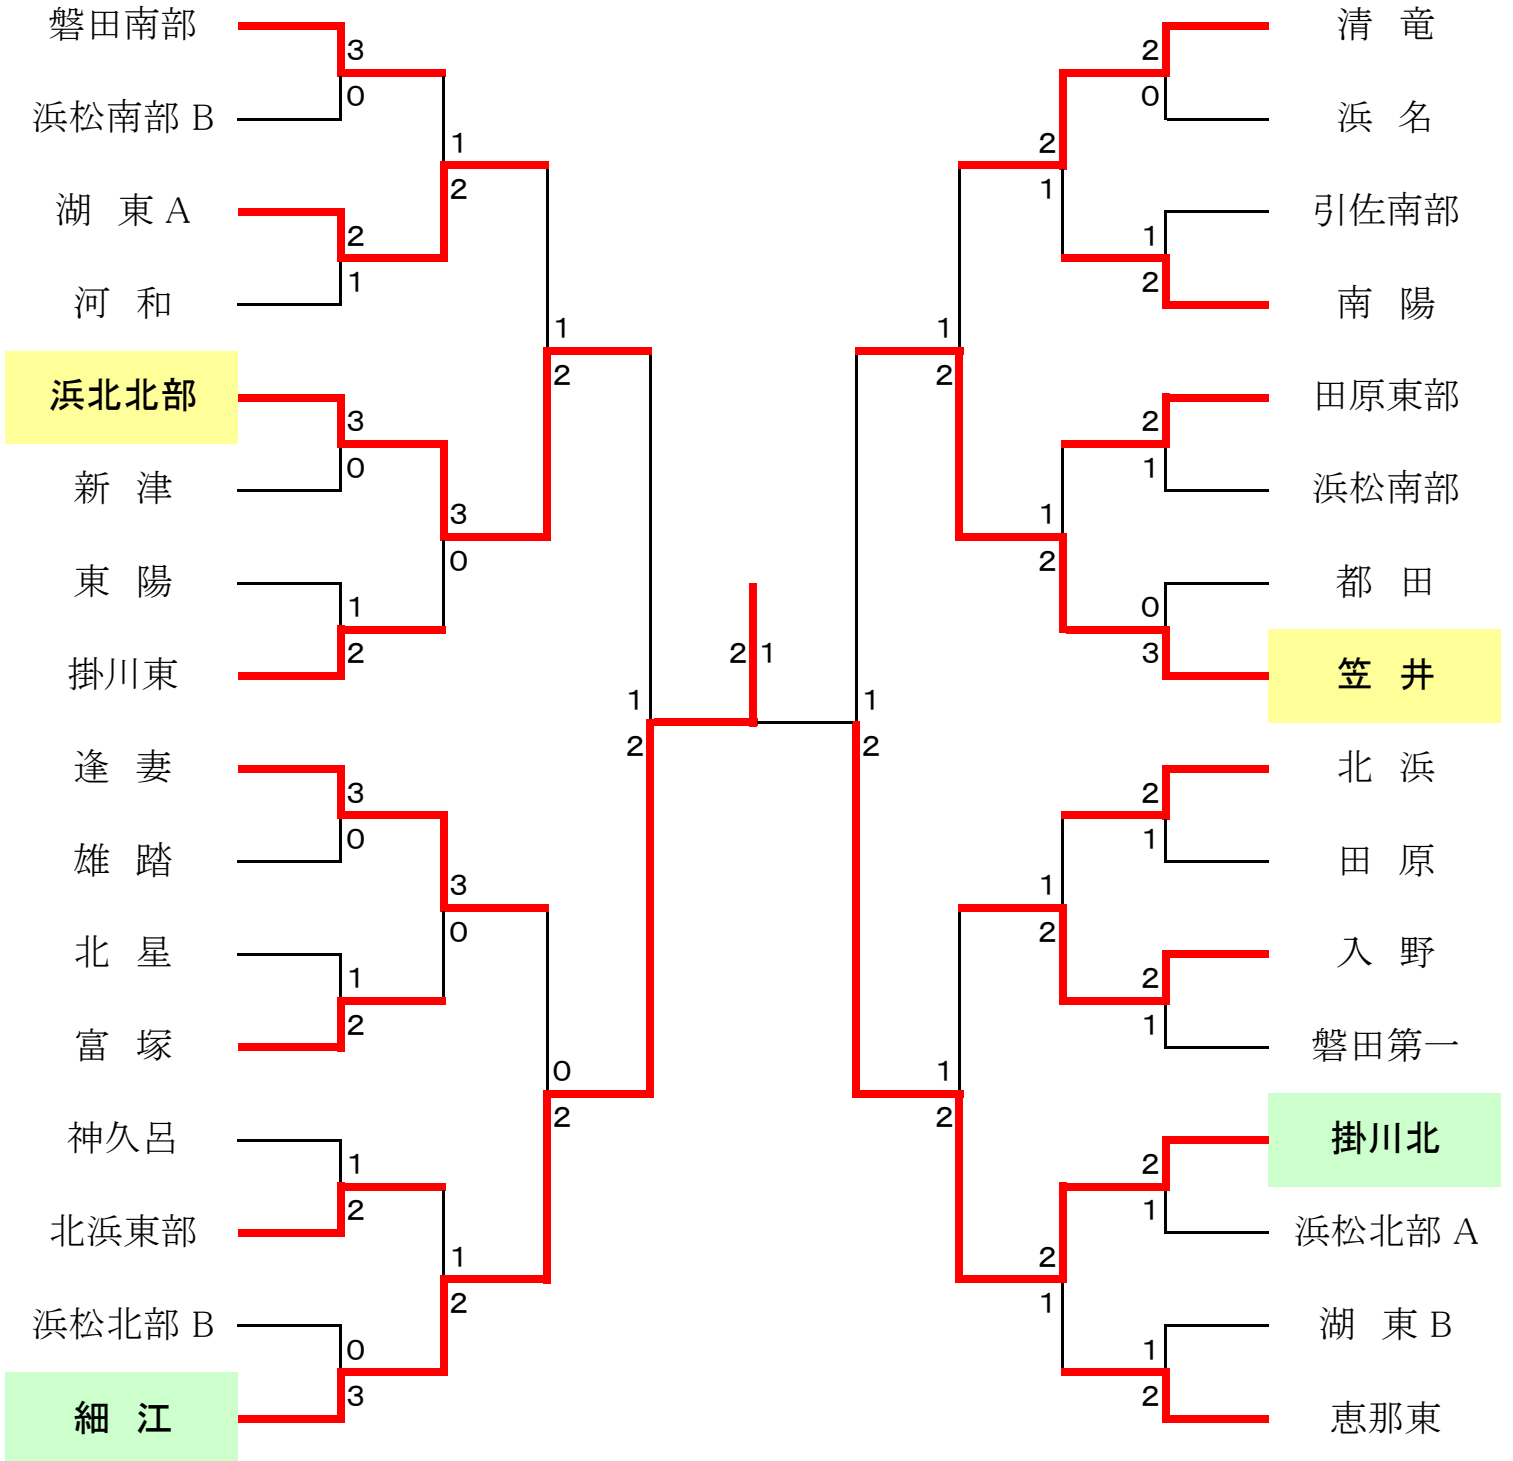 磐田南部
浜松南部 B
湖 東 A
河 和
浜北北部
新 津
東 陽
掛川東
逢 妻
雄 踏
北 星
富 塚
神久呂
北浜東部
浜松北部 B
細 江
3
0
2
1
3
0
1
2
3
0
1
2
1
2
0
3
1
2
3
0
3
0
1
2
1
2
0
2
1
2
2 1
1
2
1
2
1
2
2
1
1
2
1
2
2
1
2
0
1
2
2
1
0
3
2
1
2
1
2
1
1
2
清 竜
浜 名
引佐南部
南 陽
田原東部
浜松南部
都 田
笠 井
北 浜
田 原
入 野
磐田第一
掛川北
浜松北部 A
湖 東 B
恵那東